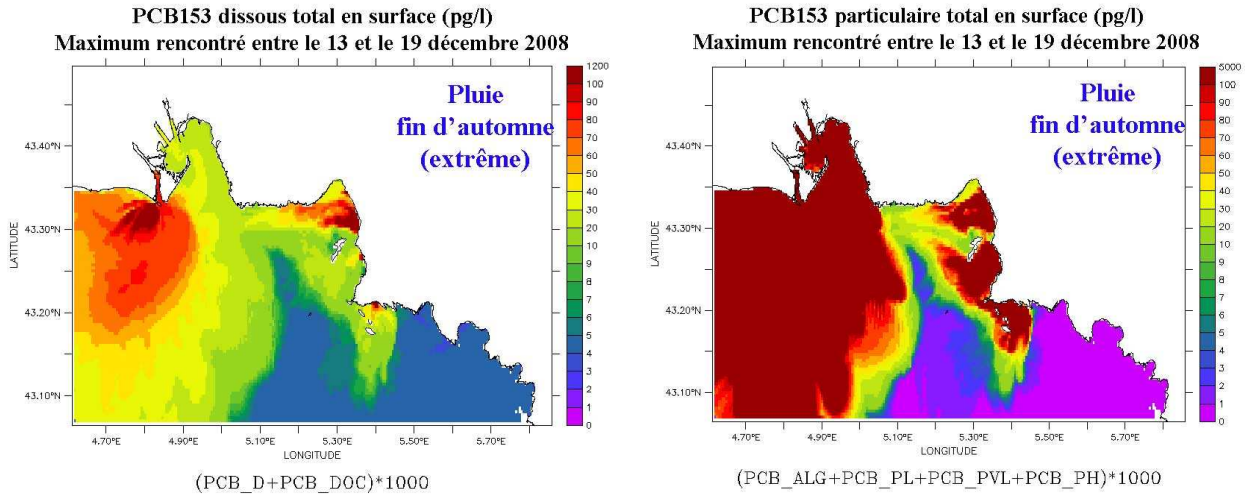 PCB153 dissous total en surface (pg/l)
Maximum rencontré entre le 13 et le 19 décembre 2008
Pluie
fin d'automne
(extrême)
1200
100
90
80
70
60
50
40
30
20
10
9
8
7
6
5
4
3
2
1
0
43.40°N
43.30°N
43.20°N
43.10°N
LATITUDE
4.70°E 4.90°E 5.10°E 5.30°E 5.50°E 5.70°E
LONGITUDE
(PCB_D+PCB_DOC)*1000
PCB153 particulaire total en surface (pg/l)
Maximum rencontré entre le 13 et le 19 décembre 2008
Pluie
fin d'automne
(extrême)
5000
100
90
80
70
60
50
40
30
20
10
9
8
7
6
5
4
3
2
1
0
43.40°N
43.30°N
43.20°N
43.10°N
LATITUDE
4.70°E 4.90°E 5.10°E 5.30°E 5.50°E 5.70°E
LONGITUDE
(PCB_ALG+PCB_PL+PCB_PVL+PCB_PH)*1000